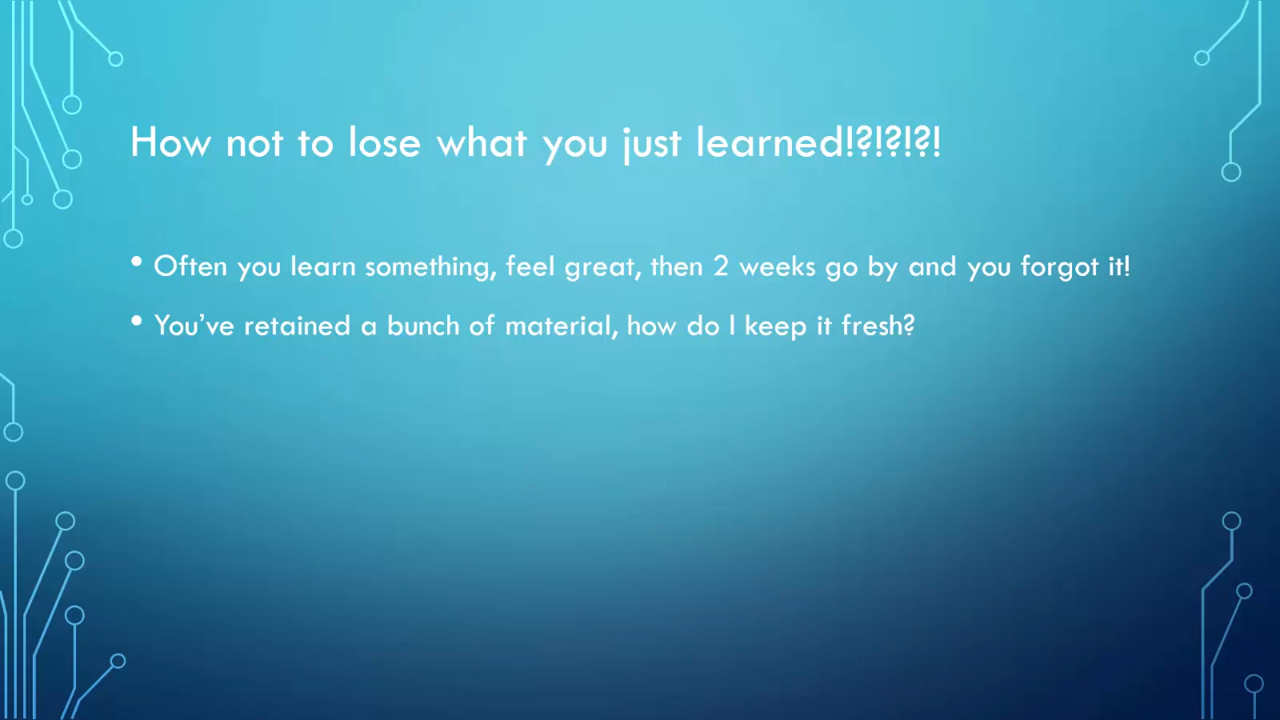 How not to lose what you just learned!?!?!?!
• Often you learn something, feel great, then 2 weeks go by and you forgot it!
• You’ve retained a bunch of material, how do I keep it fresh?